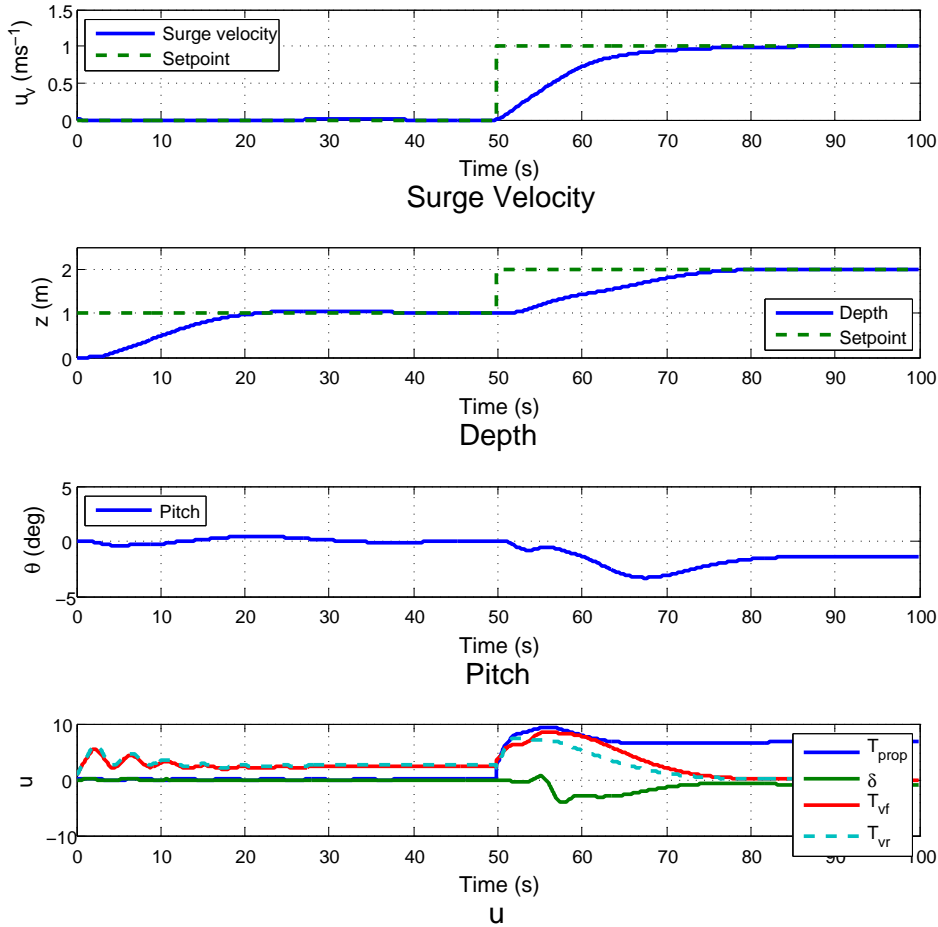 1.5
1
0.5
0
u_v (ms⁻¹)
Surge velocity
Setpoint
0 10 20 30 40 50 60 70 80 90 100
Time (s)
Surge Velocity
2
1
0
z (m)
Depth
Setpoint
0 10 20 30 40 50 60 70 80 90 100
Time (s)
Depth
5
0
−5
θ (deg)
Pitch
0 10 20 30 40 50 60 70 80 90 100
Time (s)
Pitch
10
0
−10
u
T_prop
δ
T_vf
T_vr
0 10 20 30 40 50 60 70 80 90 100
Time (s)
u